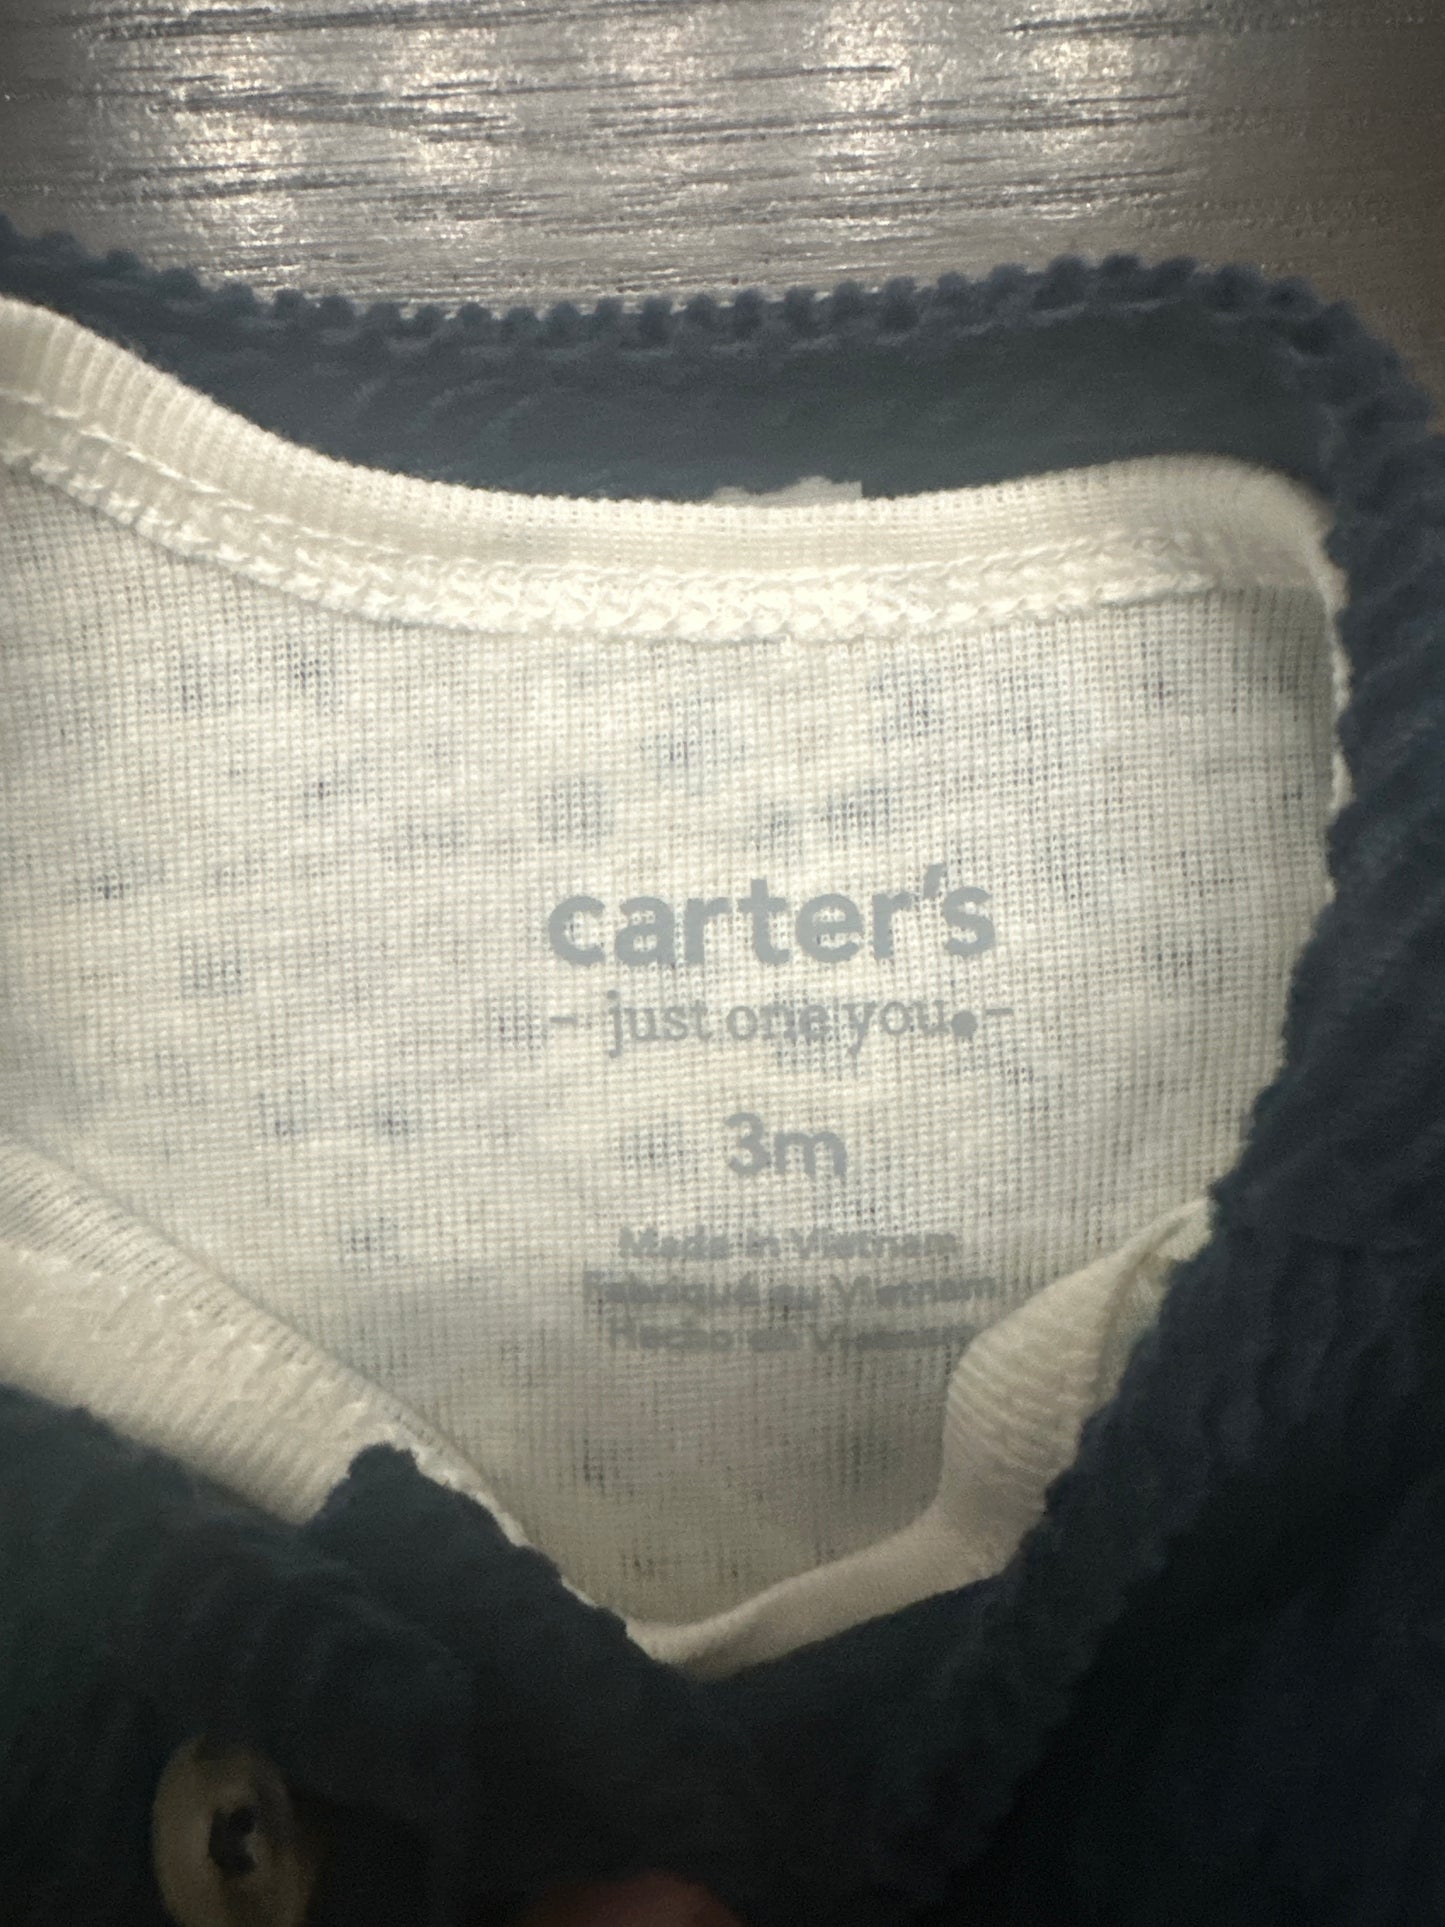 carter's
- just one you. -
3m
Made in Vietnam
Fabriqué au Vietnam
Hecho en Vietnam